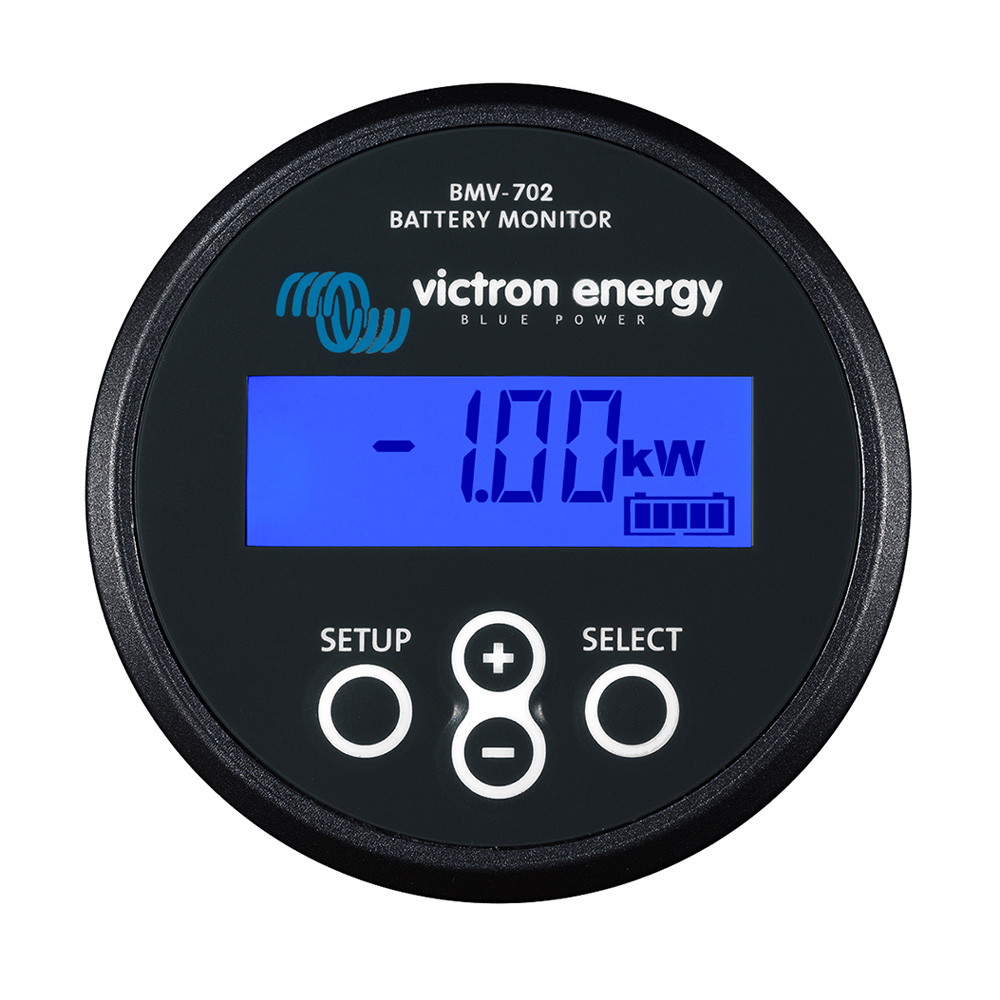 BMV-702
BATTERY MONITOR
victron energy
BLUE POWER
-1.00 kW
SETUP + SELECT
-